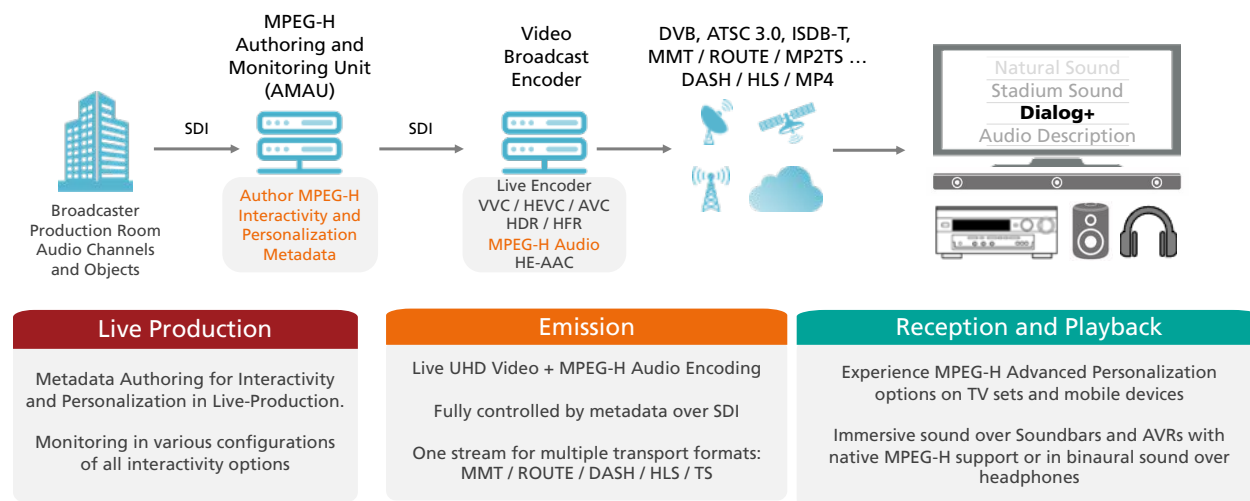 MPEG-H
Authoring and
Monitoring Unit
(AMAU)
Video
Broadcast
Encoder
DVB, ATSC 3.0, ISDB-T,
MMT / ROUTE / MP2TS …
DASH / HLS / MP4
SDI
SDI
Natural Sound
Stadium Sound
Dialog+
Audio Description
Broadcaster
Production Room
Audio Channels
and Objects
Author MPEG-H
Interactivity and
Personalization
Metadata
Live Encoder
VVC / HEVC / AVC
HDR / HFR
MPEG-H Audio
HE-AAC
Live Production
Metadata Authoring for Interactivity
and Personalization in Live-Production.
Monitoring in various configurations
of all interactivity options
Emission
Live UHD Video + MPEG-H Audio Encoding
Fully controlled by metadata over SDI
One stream for multiple transport formats:
MMT / ROUTE / DASH / HLS / TS
Reception and Playback
Experience MPEG-H Advanced Personalization
options on TV sets and mobile devices
Immersive sound over Soundbars and AVRs with
native MPEG-H support or in binaural sound over
headphones